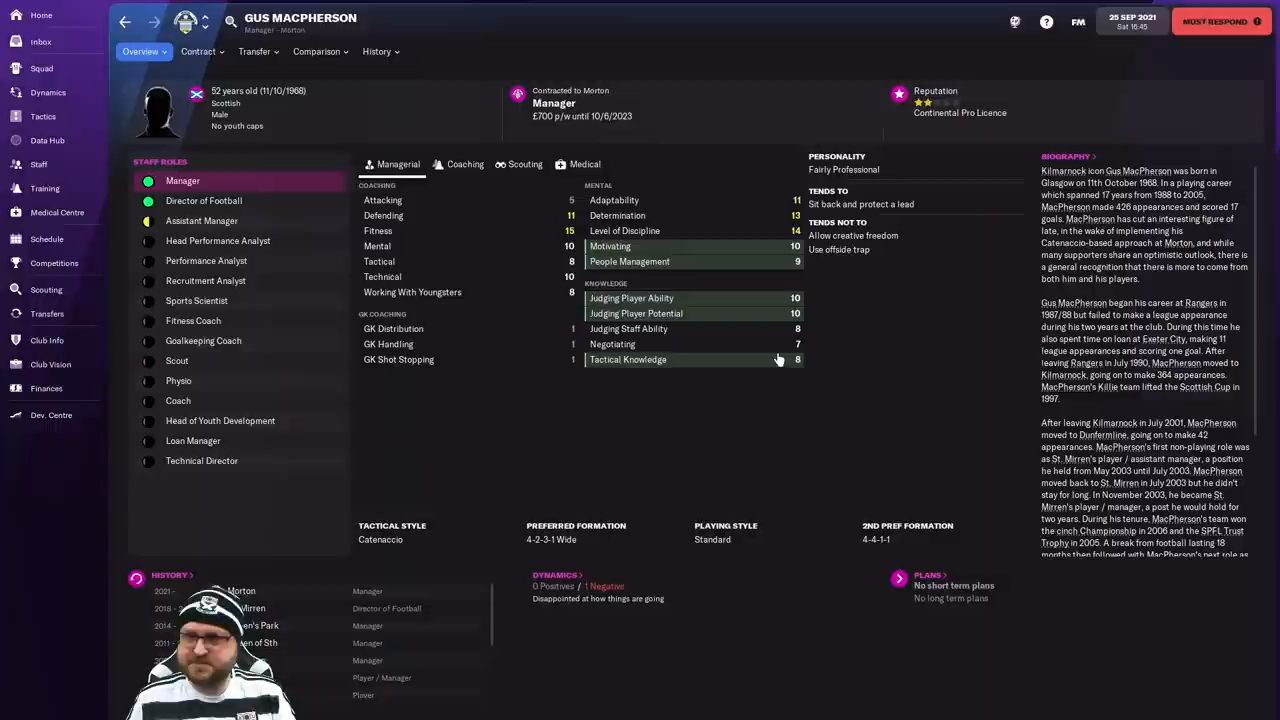 Home
Inbox
Squad
Dynamics
Tactics
Data Hub
Staff
Training
Medical Centre
Schedule
Competitions
Scouting
Transfers
Club Info
Club Vision
Finances
Dev. Centre
GUS MACPHERSON
Manager - Morton
FM
25 SEP 2021
Sat 16:45
MUST RESPOND
Overview
Contract
Transfer
Comparison
History
52 years old (11/10/1968)
Scottish
Male
No youth caps
Contracted to Morton
Manager
£700 p/w until 10/6/2023
Reputation
Continental Pro Licence
STAFF ROLES
Manager
Director of Football
Assistant Manager
Head Performance Analyst
Performance Analyst
Recruitment Analyst
Sports Scientist
Fitness Coach
Goalkeeping Coach
Scout
Physio
Coach
Head of Youth Development
Loan Manager
Technical Director
Managerial
Coaching
Scouting
Medical
COACHING
Attacking 5
Defending 11
Fitness 15
Mental 10
Tactical 8
Technical 10
Working With Youngsters 8
GK COACHING
GK Distribution 1
GK Handling 1
GK Shot Stopping 1
MENTAL
Adaptability 11
Determination 13
Level of Discipline 14
Motivating 10
People Management 9
KNOWLEDGE
Judging Player Ability 10
Judging Player Potential 10
Judging Staff Ability 8
Negotiating 7
Tactical Knowledge 8
PERSONALITY
Fairly Professional
TENDS TO
Sit back and protect a lead
TENDS NOT TO
Allow creative freedom
Use offside trap
BIOGRAPHY >
Kilmarnock icon Gus MacPherson was born in
Glasgow on 11th October 1968. In a playing career
which spanned 17 years from 1988 to 2005,
MacPherson made 426 appearances and scored 17
goals. MacPherson has cut an interesting figure of
late, in the wake of implementing his
Catenaccio-based approach at Morton, and while
many supporters share an optimistic outlook, there
is a general recognition that there is more to come from
both him and his players.
Gus MacPherson began his career at Rangers in
1987/88 but failed to make a league appearance
during his two years at the club. During this time he
also spent time on loan at Exeter City, making 11
league appearances and scoring one goal. After
leaving Rangers in July 1990, MacPherson moved to
Kilmarnock, going on to make 364 appearances.
MacPherson's Killie team lifted the Scottish Cup in
1997.
After leaving Kilmarnock in July 2001, MacPherson
moved to Dunfermline, going on to make 42
appearances. MacPherson's first non-playing role was
as St. Mirren's player / assistant manager, a position
he held from May 2003 until July 2003. MacPherson
moved back to St. Mirren in July 2003 but he didn't
stay for long. In November 2003, he became St.
Mirren's player / manager, a post he would hold for
two years. During his tenure, MacPherson's team won
the cinch Championship in 2006 and the SPFL Trust
Trophy in 2005. A break from football lasting 18
months then followed with MacPherson's next role as
TACTICAL STYLE
Catenaccio
PREFERRED FORMATION
4-2-3-1 Wide
PLAYING STYLE
Standard
2ND PREF FORMATION
4-4-1-1
HISTORY >
2021 - Morton Manager
2018 - Mirren Director of Football
2014 - en's Park Manager
2011 - en of Sth Manager
Manager
Player / Manager
Player
DYNAMICS >
0 Positives / 1 Negative
Disappointed at how things are going
PLANS >
No short term plans
No long term plans